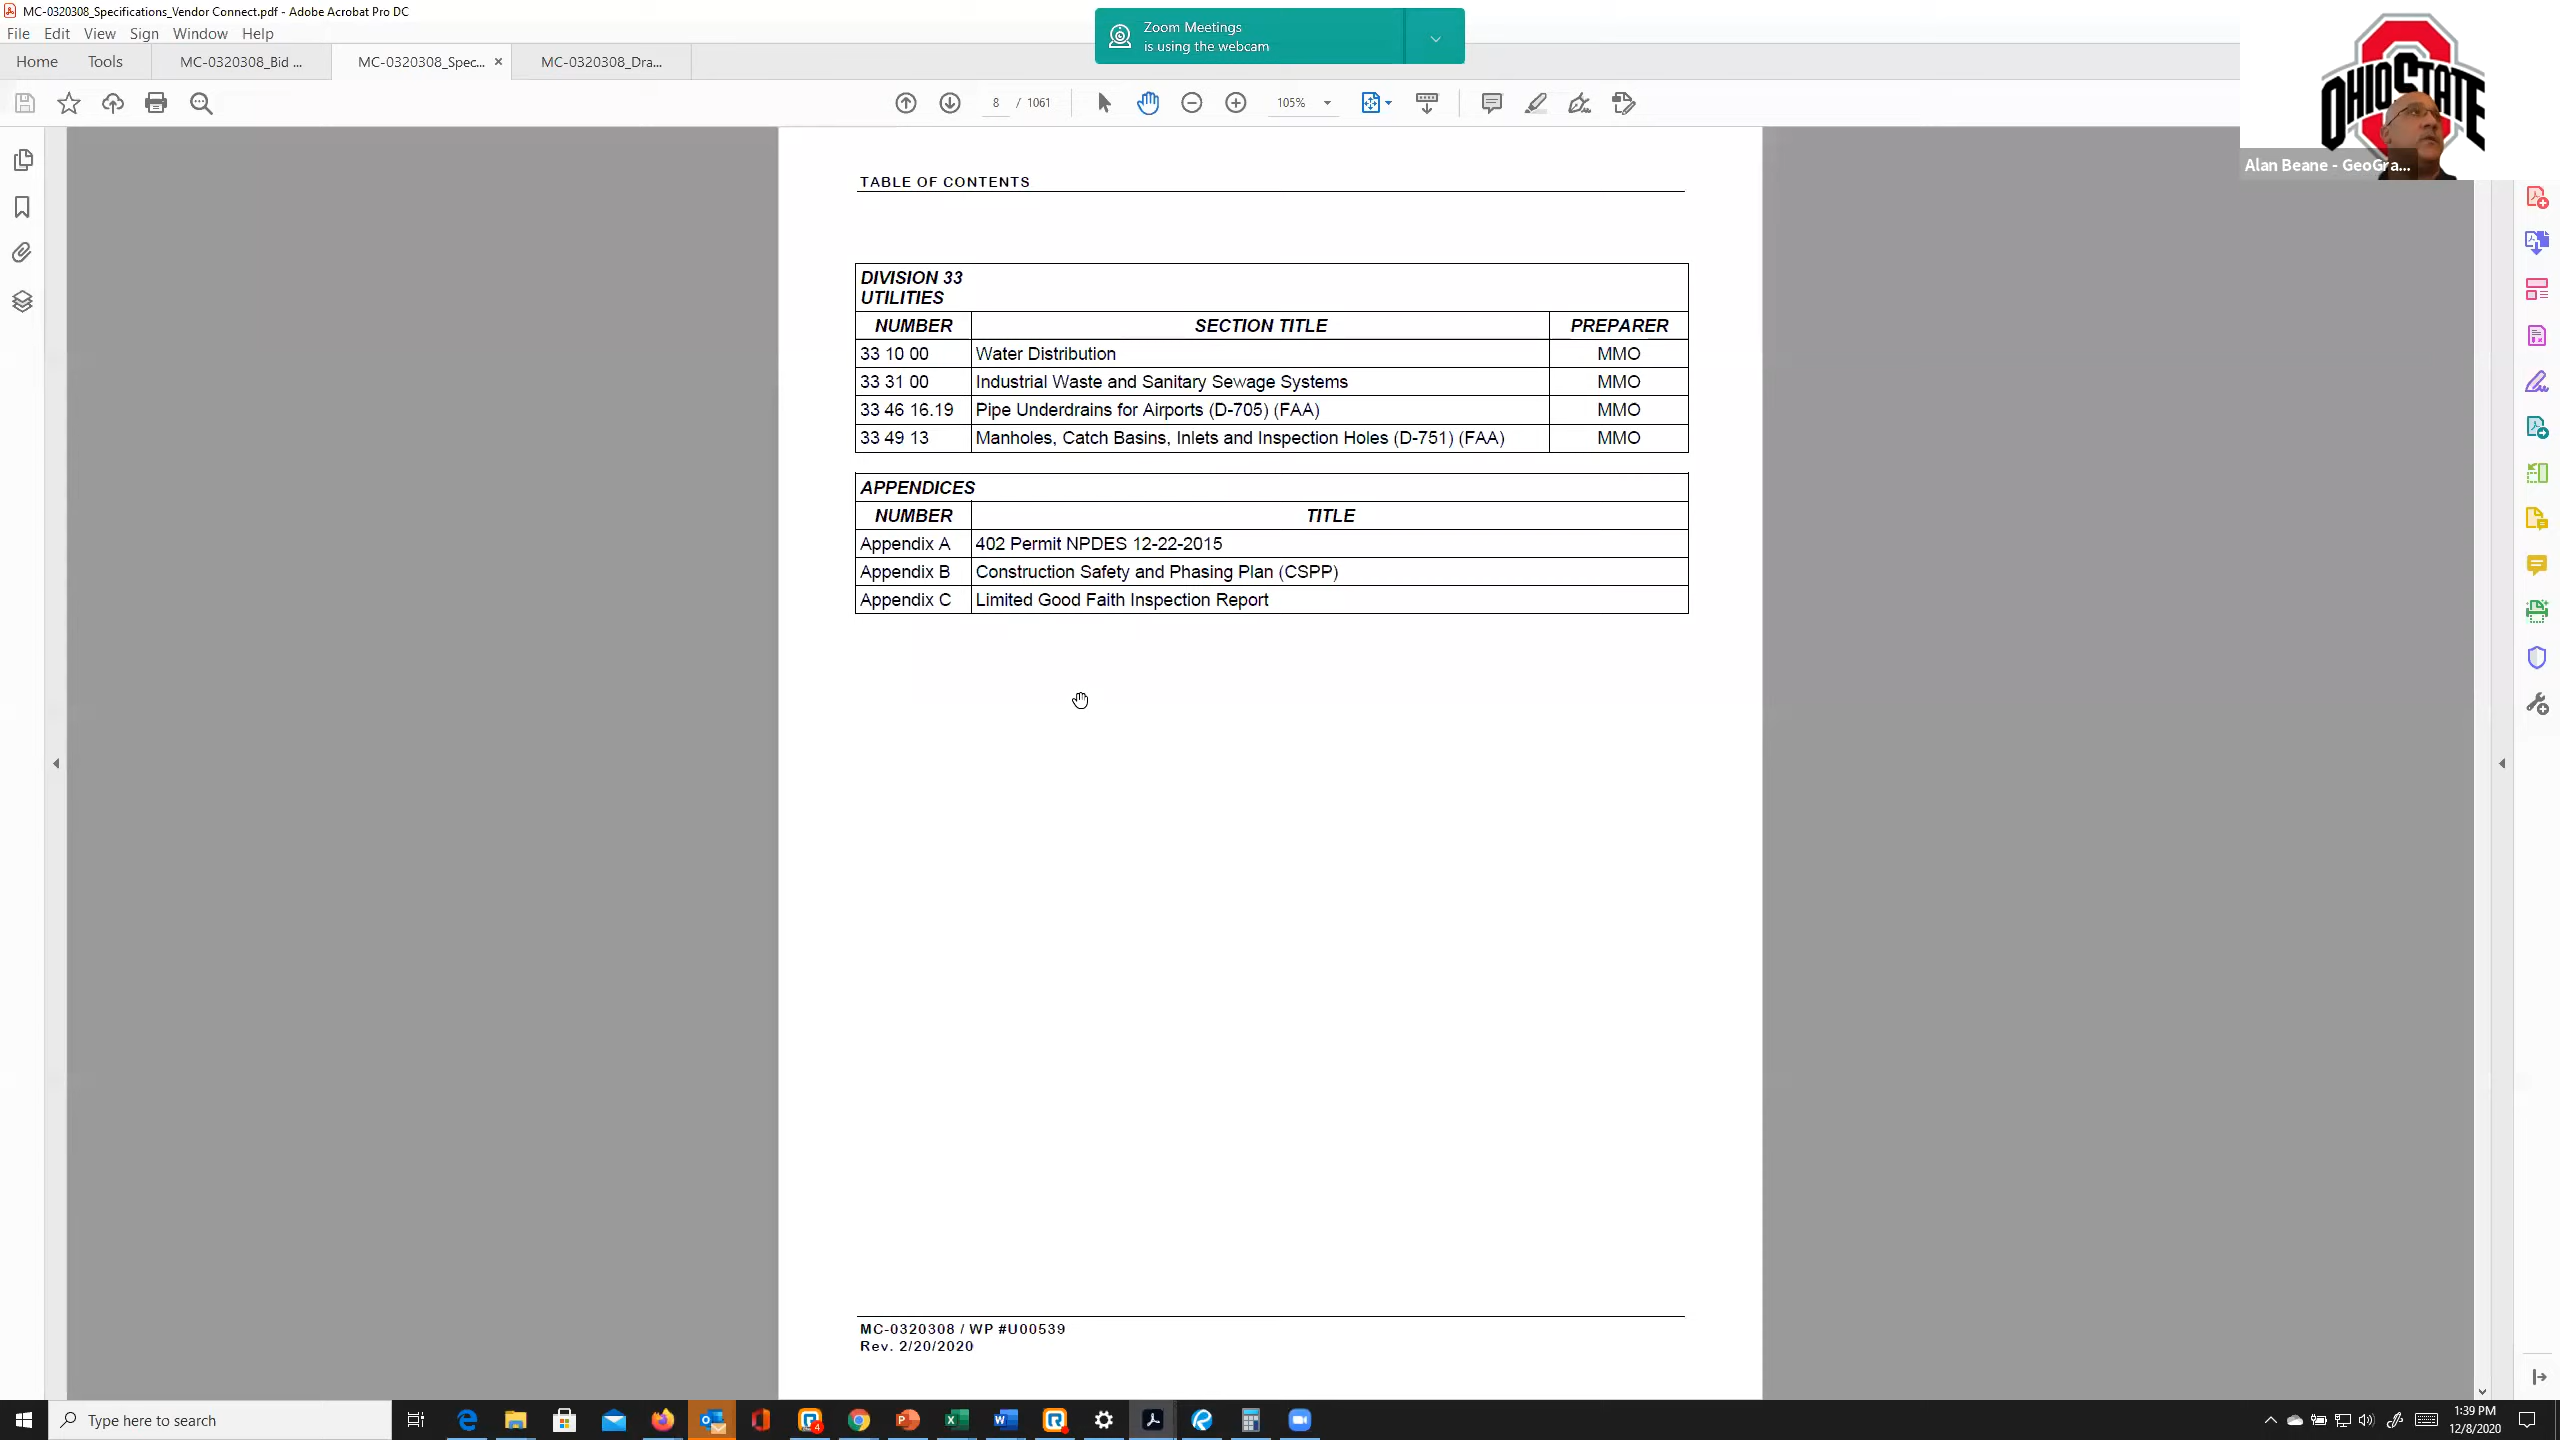 MC-0320308_Specifications_Vendor Connect.pdf - Adobe Acrobat Pro DC
File Edit View Sign Window Help
Zoom Meetings
is using the webcam
Home Tools MC-0320308_Bid ... MC-0320308_Spec... × MC-0320308_Dra...
8 / 1061 105%
OHIO STATE
Alan Beane - GeoGra...
TABLE OF CONTENTS
DIVISION 33
UTILITIES
NUMBER SECTION TITLE PREPARER
33 10 00 Water Distribution MMO
33 31 00 Industrial Waste and Sanitary Sewage Systems MMO
33 46 16.19 Pipe Underdrains for Airports (D-705) (FAA) MMO
33 49 13 Manholes, Catch Basins, Inlets and Inspection Holes (D-751) (FAA) MMO
APPENDICES
NUMBER TITLE
Appendix A 402 Permit NPDES 12-22-2015
Appendix B Construction Safety and Phasing Plan (CSPP)
Appendix C Limited Good Faith Inspection Report
MC-0320308 / WP #U00539
Rev. 2/20/2020
Type here to search
1:39 PM
12/8/2020